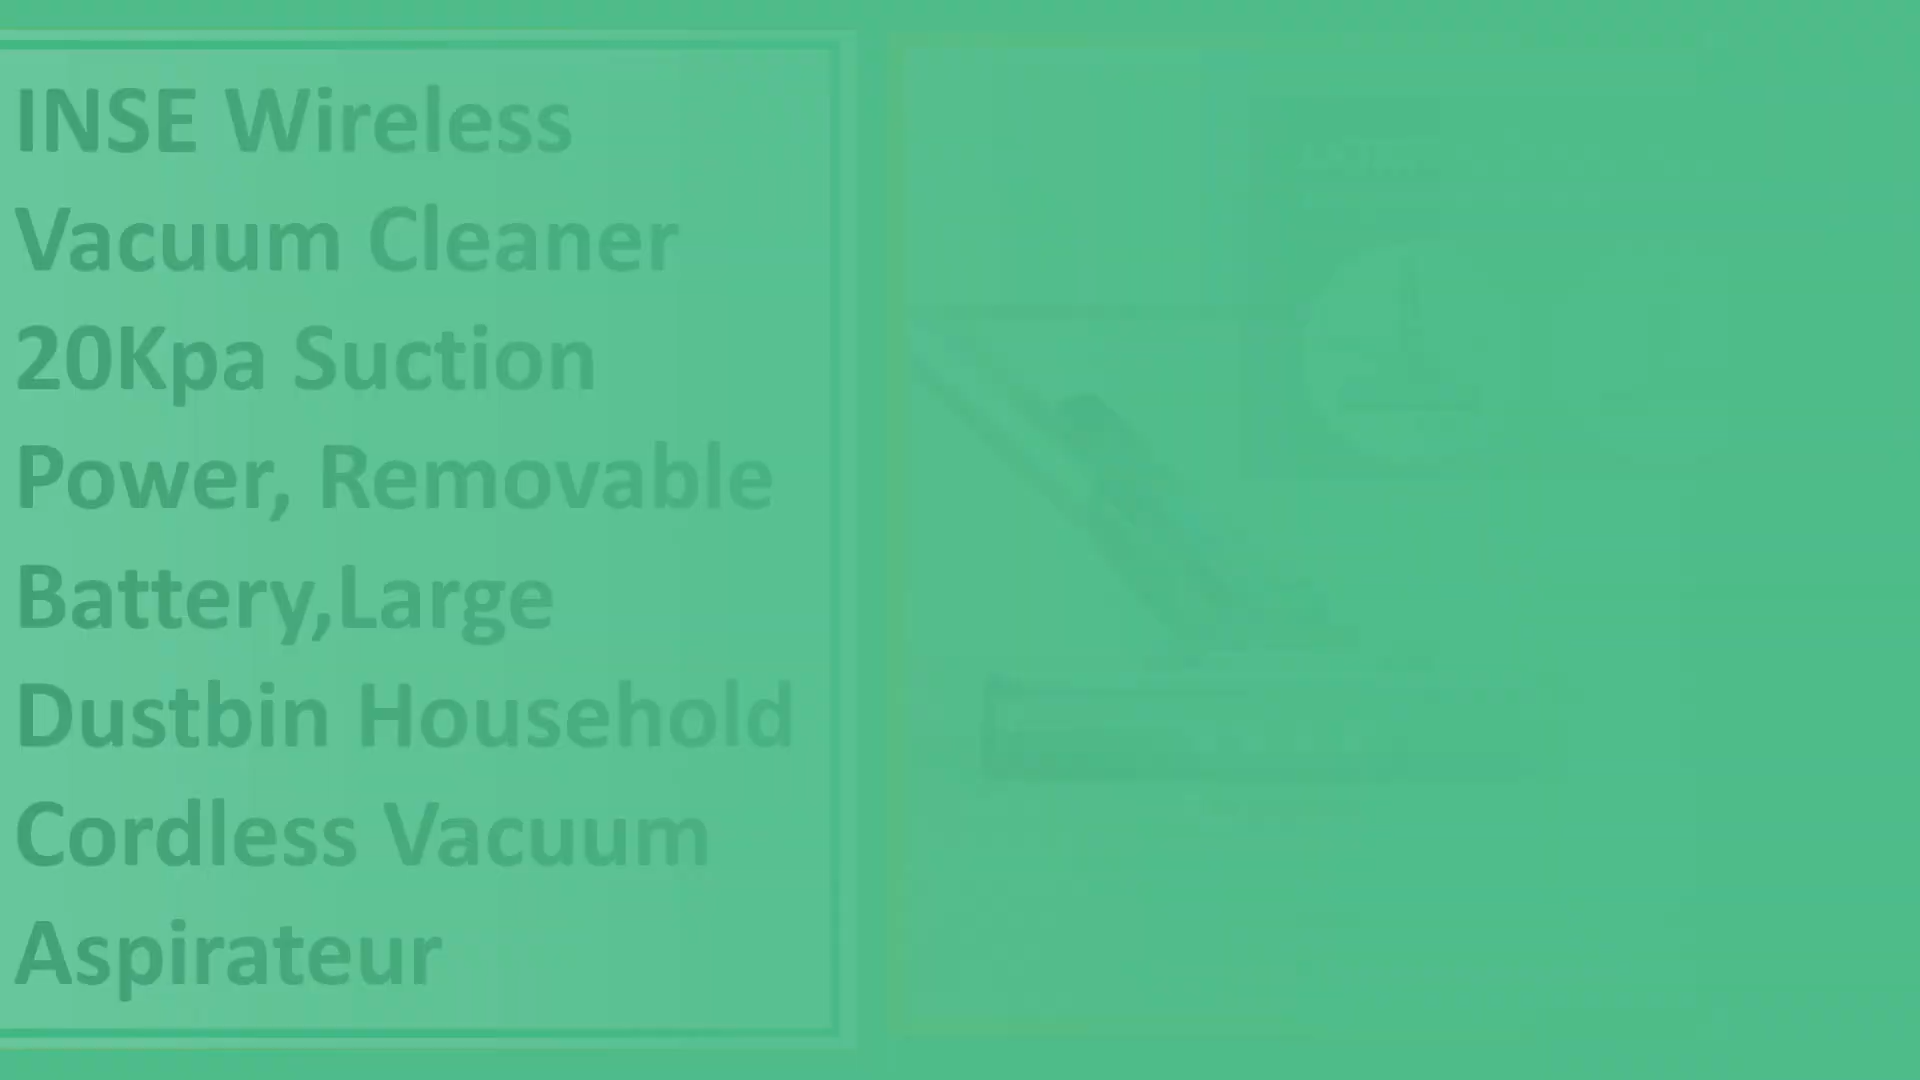 INSE Wireless
Vacuum Cleaner
20Kpa Suction
Power, Removable
Battery,Large
Dustbin Household
Cordless Vacuum
Aspirateur